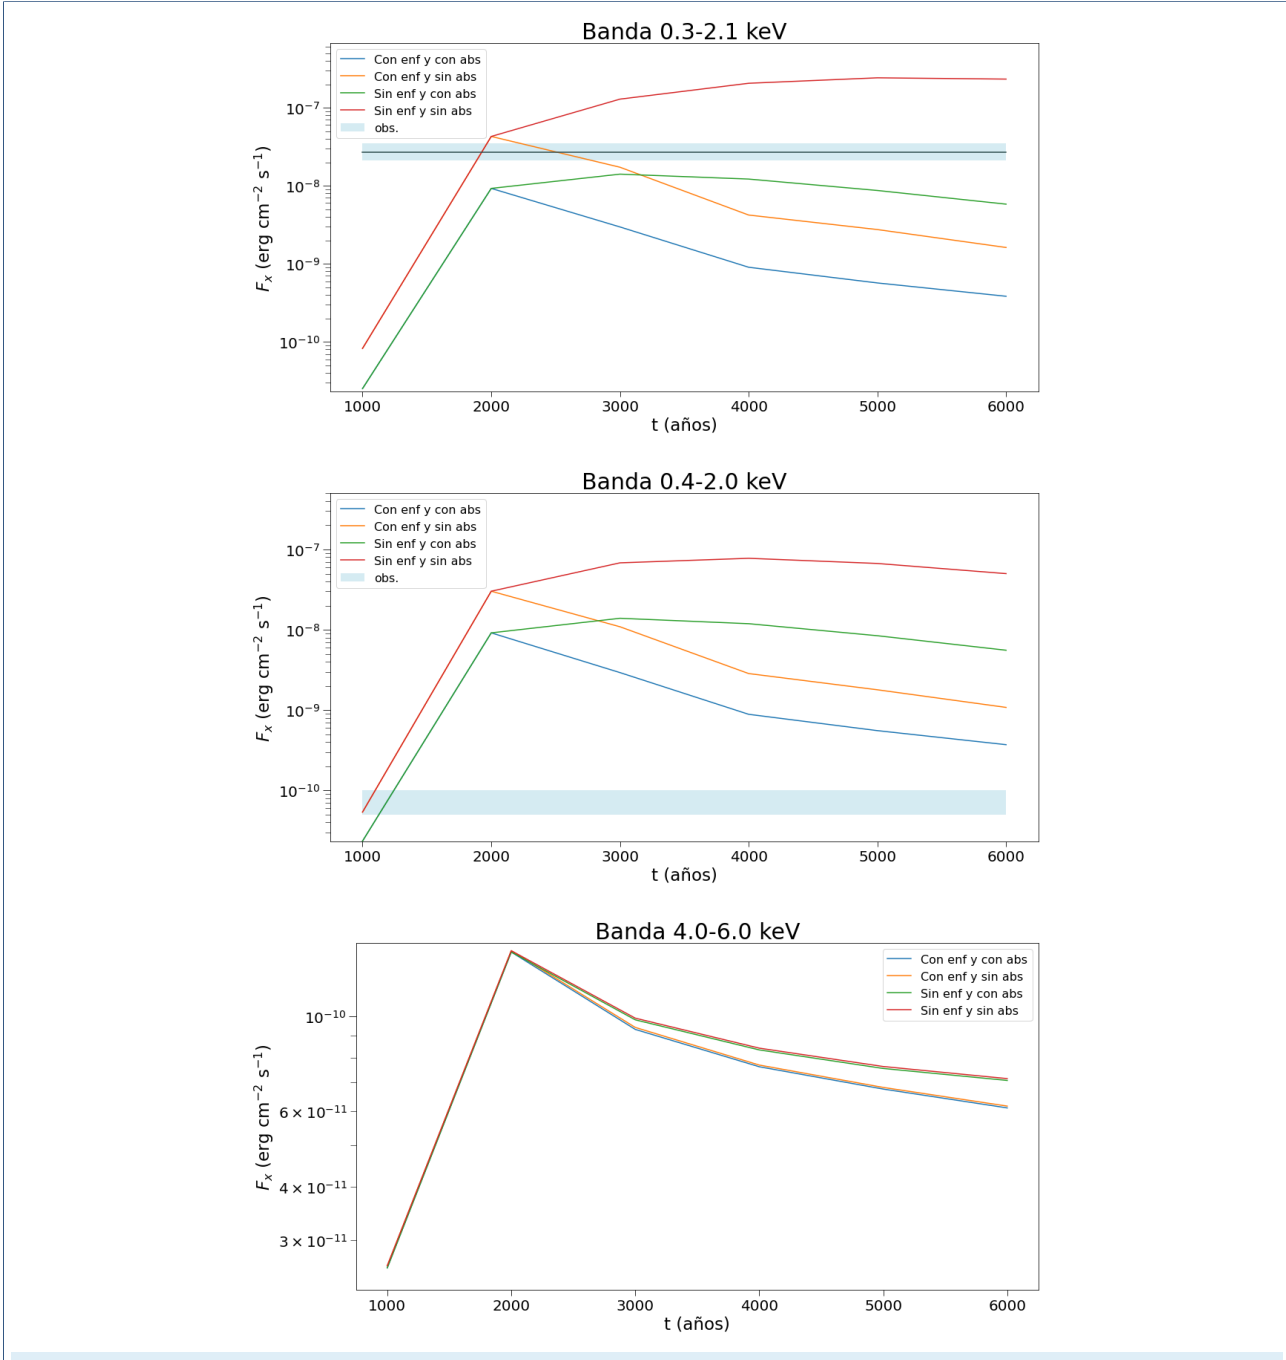 Banda 0.3-2.1 keV
Con enf y con abs
Con enf y sin abs
Sin enf y con abs
Sin enf y sin abs
obs.
10⁻⁷
10⁻⁸
10⁻⁹
10⁻¹⁰
Fₓ (erg cm⁻² s⁻¹)
1000 2000 3000 4000 5000 6000
t (años)
Banda 0.4-2.0 keV
Con enf y con abs
Con enf y sin abs
Sin enf y con abs
Sin enf y sin abs
obs.
10⁻⁷
10⁻⁸
10⁻⁹
10⁻¹⁰
Fₓ (erg cm⁻² s⁻¹)
1000 2000 3000 4000 5000 6000
t (años)
Banda 4.0-6.0 keV
Con enf y con abs
Con enf y sin abs
Sin enf y con abs
Sin enf y sin abs
10⁻¹⁰
6 × 10⁻¹¹
4 × 10⁻¹¹
3 × 10⁻¹¹
Fₓ (erg cm⁻² s⁻¹)
1000 2000 3000 4000 5000 6000
t (años)